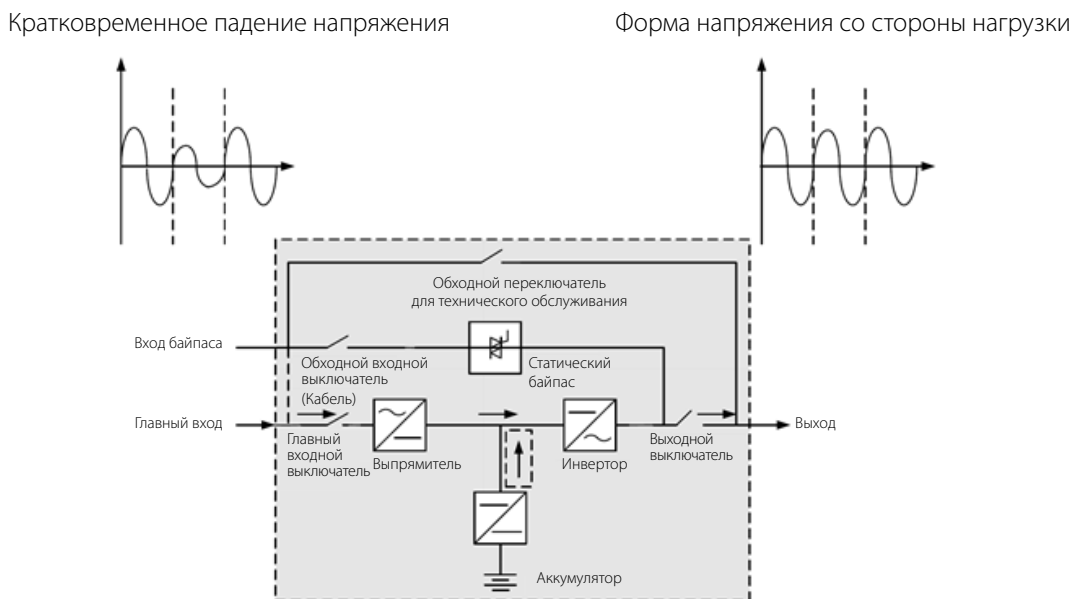 Кратковременное падение напряжения
Форма напряжения со стороны нагрузки
Обходной переключатель
для технического обслуживания
Вход байпаса
Обходной входной
выключатель
(Кабель)
Статический
байпас
Главный вход
Главный
входной
выключатель
Выпрямитель
Инвертор
Выходной
выключатель
Выход
Аккумулятор